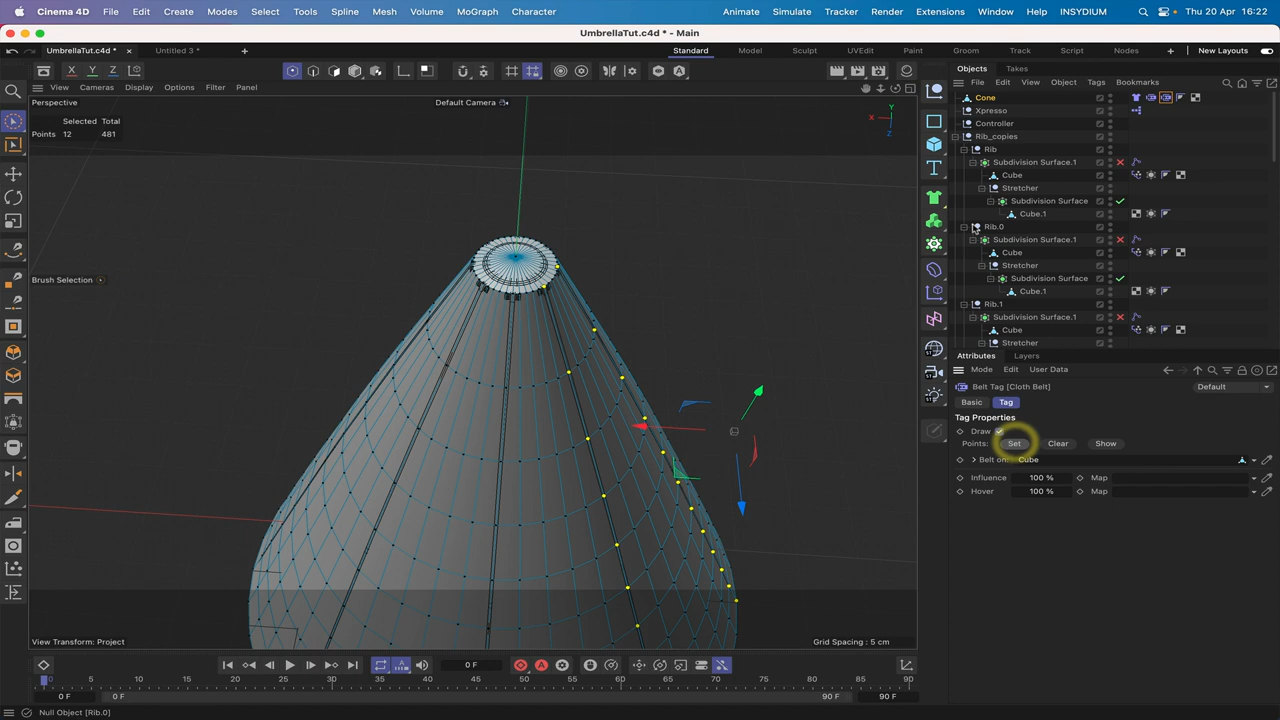 Cinema 4D File Edit Create Modes Select Tools Spline Mesh Volume MoGraph Character Animate Simulate Tracker Render Extensions Window Help INSYDIUM Thu 20 Apr 16:22
UmbrellaTut.c4d * - Main
UmbrellaTut.c4d * Untitled 3 * Standard Model Sculpt UVEdit Paint Groom Track Script Nodes New Layouts
Objects Takes
View Cameras Display Options Filter Panel
File Edit View Object Tags Bookmarks
Perspective Default Camera
Cone
Selected Total
Points 12 481
Xpresso
Controller
Rib_copies
Rib
Subdivision Surface.1
Cube
Stretcher
Subdivision Surface
Cube.1
Rib.0
Subdivision Surface.1
Cube
Stretcher
Subdivision Surface
Cube.1
Rib.1
Subdivision Surface.1
Cube
Stretcher
X Y Z
Y
X
Z
ST
ST
ST
Brush Selection
Attributes Layers
Mode Edit User Data
Belt Tag [Cloth Belt] Default
Basic Tag
Tag Properties
Draw
Points: Set Clear Show
Belt on Cube
Influence 100 % Map
Hover 100 % Map
View Transform: Project Grid Spacing : 5 cm
0 F
0 5 10 15 20 25 30 35 40 45 50 55 60 65 70 75 80 85 90
0 F 0 F 90 F 90 F
Null Object [Rib.0]